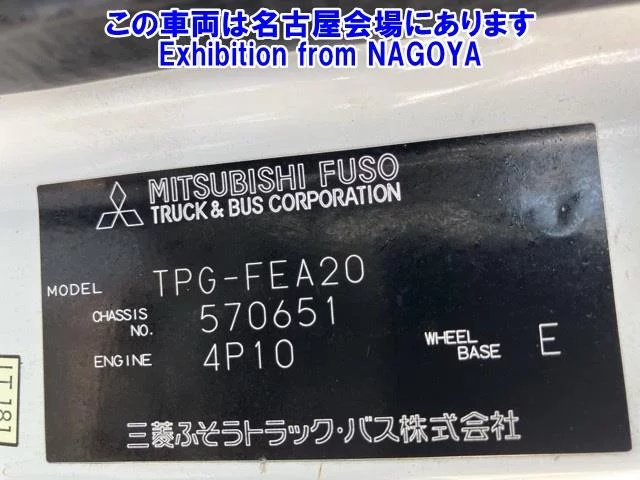 この車両は名古屋会場にあります
Exhibition from NAGOYA
MITSUBISHI FUSO
TRUCK & BUS CORPORATION
MODEL TPG-FEA20
CHASSIS NO. 570651
ENGINE 4P10
WHEEL BASE E
三菱ふそうトラック・バス株式会社